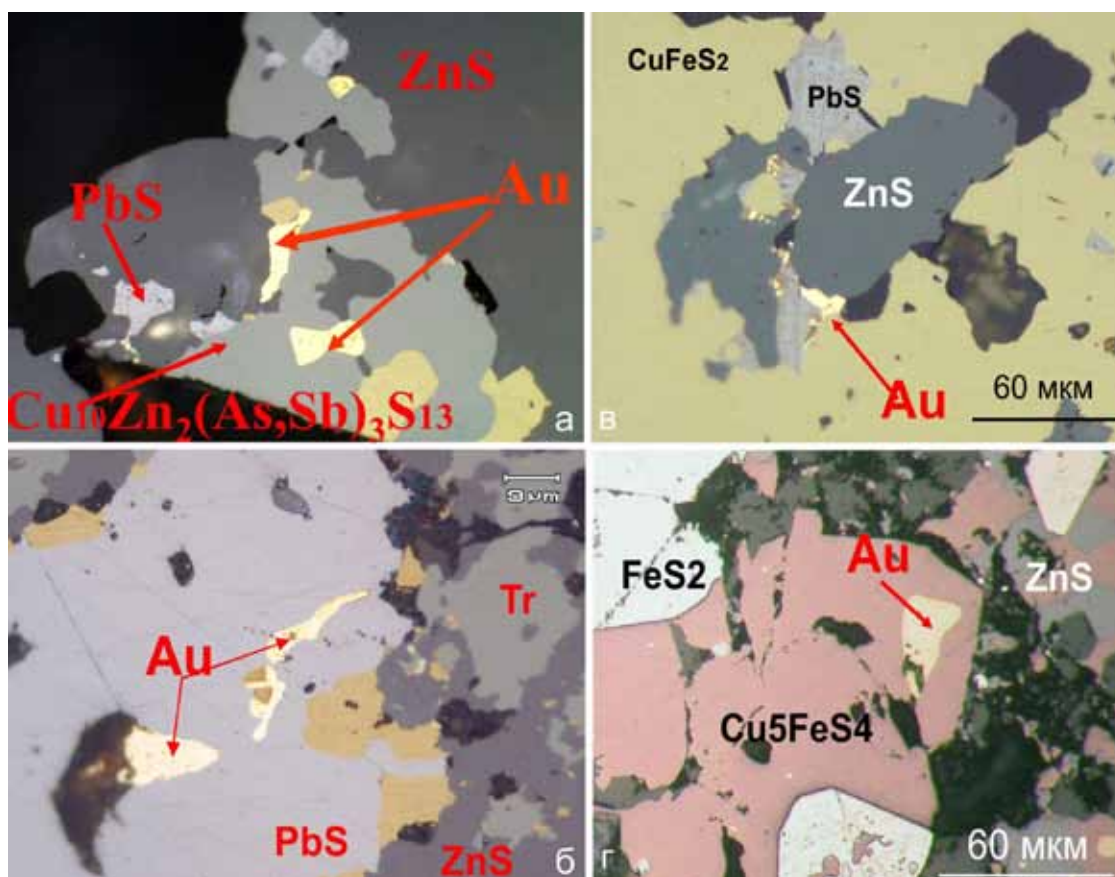 ZnS
PbS
Au
Cu10Zn2(As,Sb)3S13
а
CuFeS2
PbS
ZnS
Au
60 мкм
в
Au
Tr
PbS
ZnS
б
FeS2
Au
ZnS
Cu5FeS4
60 мкм
г